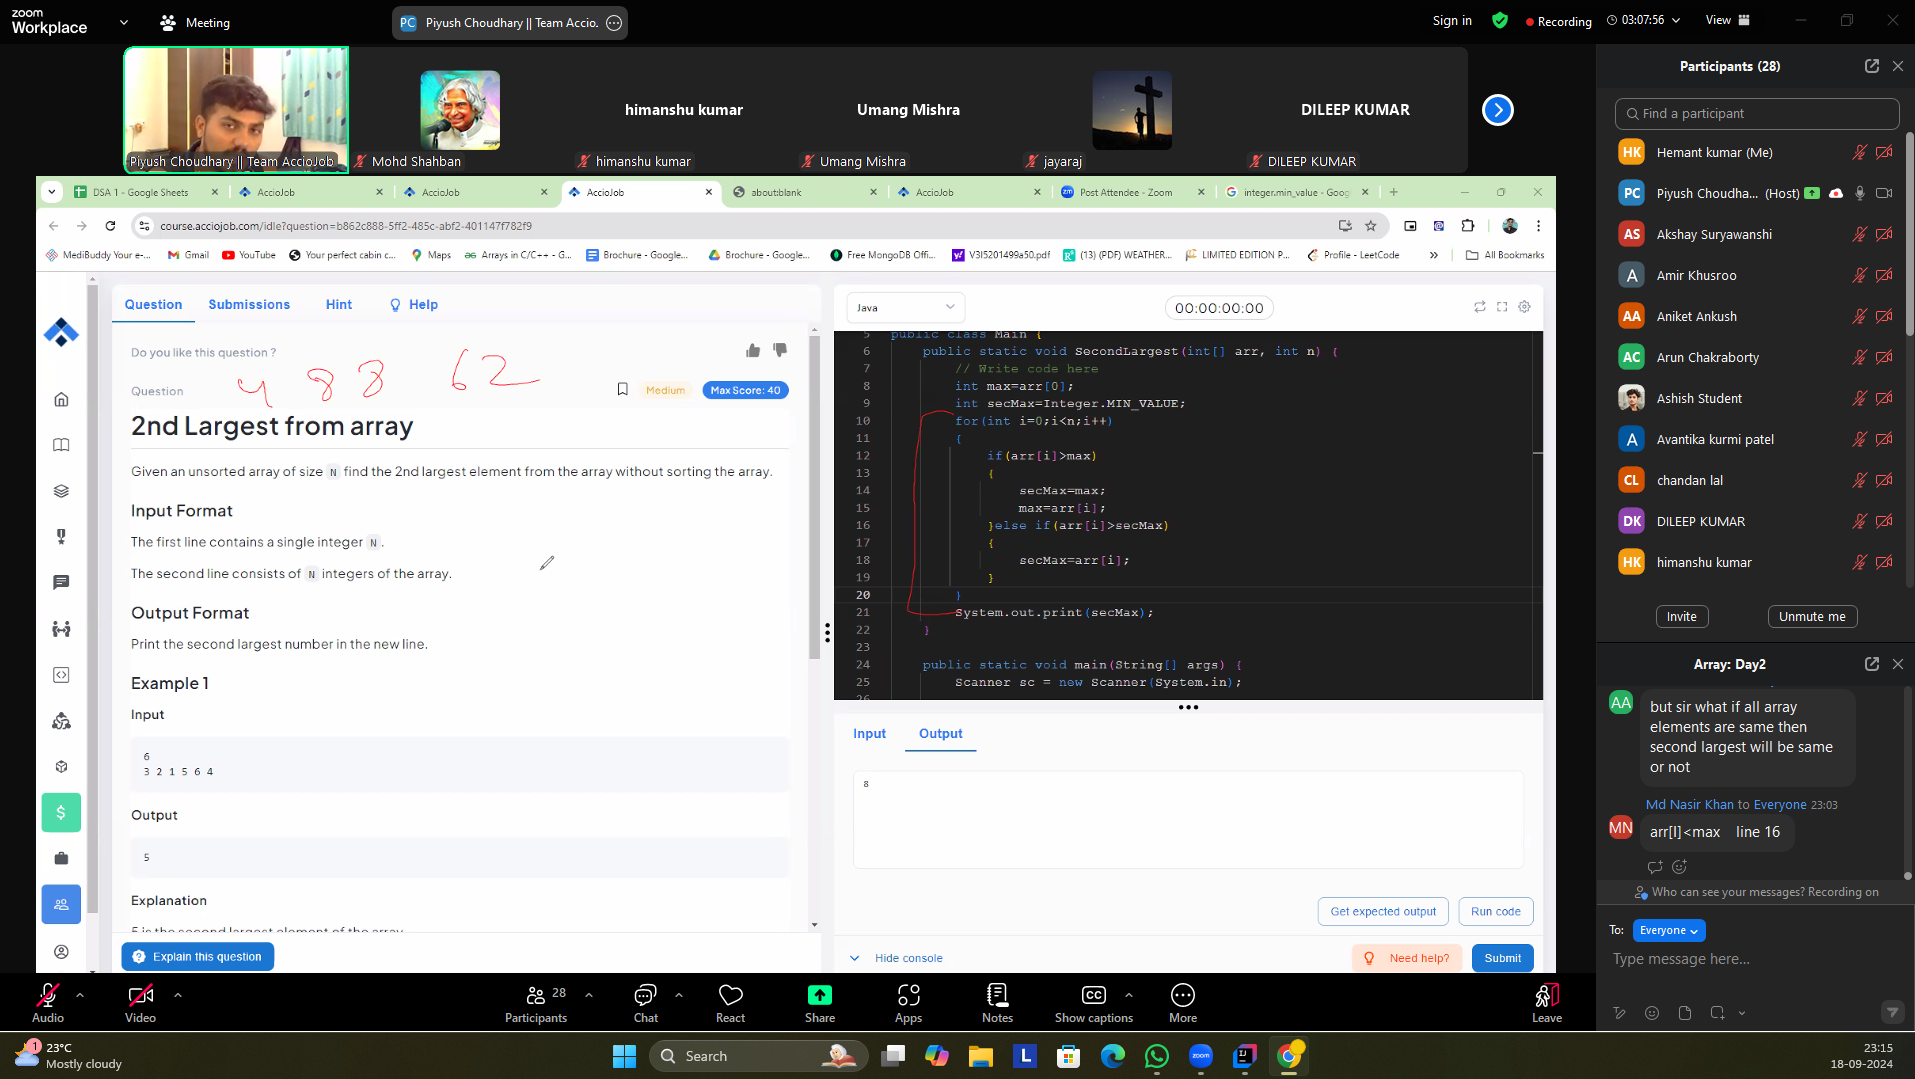 zoom
Workplace
Meeting
PC Piyush Choudhary || Team Accio.
Sign in
Recording
03:07:56
View
Piyush Choudhary || Team AccioJob
Mohd Shahban
himanshu kumar
himanshu kumar
Umang Mishra
Umang Mishra
jayaraj
DILEEP KUMAR
DILEEP KUMAR
DSA 1 - Google Sheets
AccioJob
AccioJob
AccioJob
about:blank
AccioJob
Post Attendee - Zoom
integer.min_value - Goog
course.acciojob.com/idle?question=b862c888-5ff2-485c-abf2-401147f782f9
MediBuddy Your e-...
Gmail
YouTube
Your perfect cabin c...
Maps
Arrays in C/C++ - G...
Brochure - Google...
Brochure - Google...
Free MongoDB Offi...
V3I5201499a50.pdf
(13) (PDF) WEATHER...
LIMITED EDITION P...
Profile - LeetCode
All Bookmarks
Question Submissions Hint Help
Do you like this question ?
4 8 8 62
Question
Medium
Max Score: 40
2nd Largest from array
Given an unsorted array of size N find the 2nd largest element from the array without sorting the array.
Input Format
The first line contains a single integer N.
The second line consists of N integers of the array.
Output Format
Print the second largest number in the new line.
Example 1
Input
6
3 2 1 5 6 4
Output
5
Explanation
5 is the second largest element of the array
Explain this question
Java
00:00:00:00
5 public class Main {
6 public static void SecondLargest(int[] arr, int n) {
7 // Write code here
8 int max=arr[0];
9 int secMax=Integer.MIN_VALUE;
10 for(int i=0;i<n;i++)
11 {
12 if(arr[i]>max)
13 {
14 secMax=max;
15 max=arr[i];
16 }else if(arr[i]>secMax)
17 {
18 secMax=arr[i];
19 }
20 }
21 System.out.print(secMax);
22 }
23
24 public static void main(String[] args) {
25 Scanner sc = new Scanner(System.in);
26
Input Output
8
Get expected output
Run code
Hide console
Need help?
Submit
Participants (28)
Find a participant
HK Hemant kumar (Me)
PC Piyush Choudha... (Host)
AS Akshay Suryawanshi
A Amir Khusroo
AA Aniket Ankush
AC Arun Chakraborty
Ashish Student
A Avantika kurmi patel
CL chandan lal
DK DILEEP KUMAR
HK himanshu kumar
Invite
Unmute me
Array: Day2
AA
but sir what if all array
elements are same then
second largest will be same
or not
Md Nasir Khan to Everyone 23:03
MN
arr[I]<max line 16
Who can see your messages? Recording on
To: Everyone
Type message here...
Audio
Video
28
Participants
Chat
React
Share
Apps
Notes
CC
Show captions
More
Leave
1
23°C
Mostly cloudy
Search
L
zoom
23:15
18-09-2024